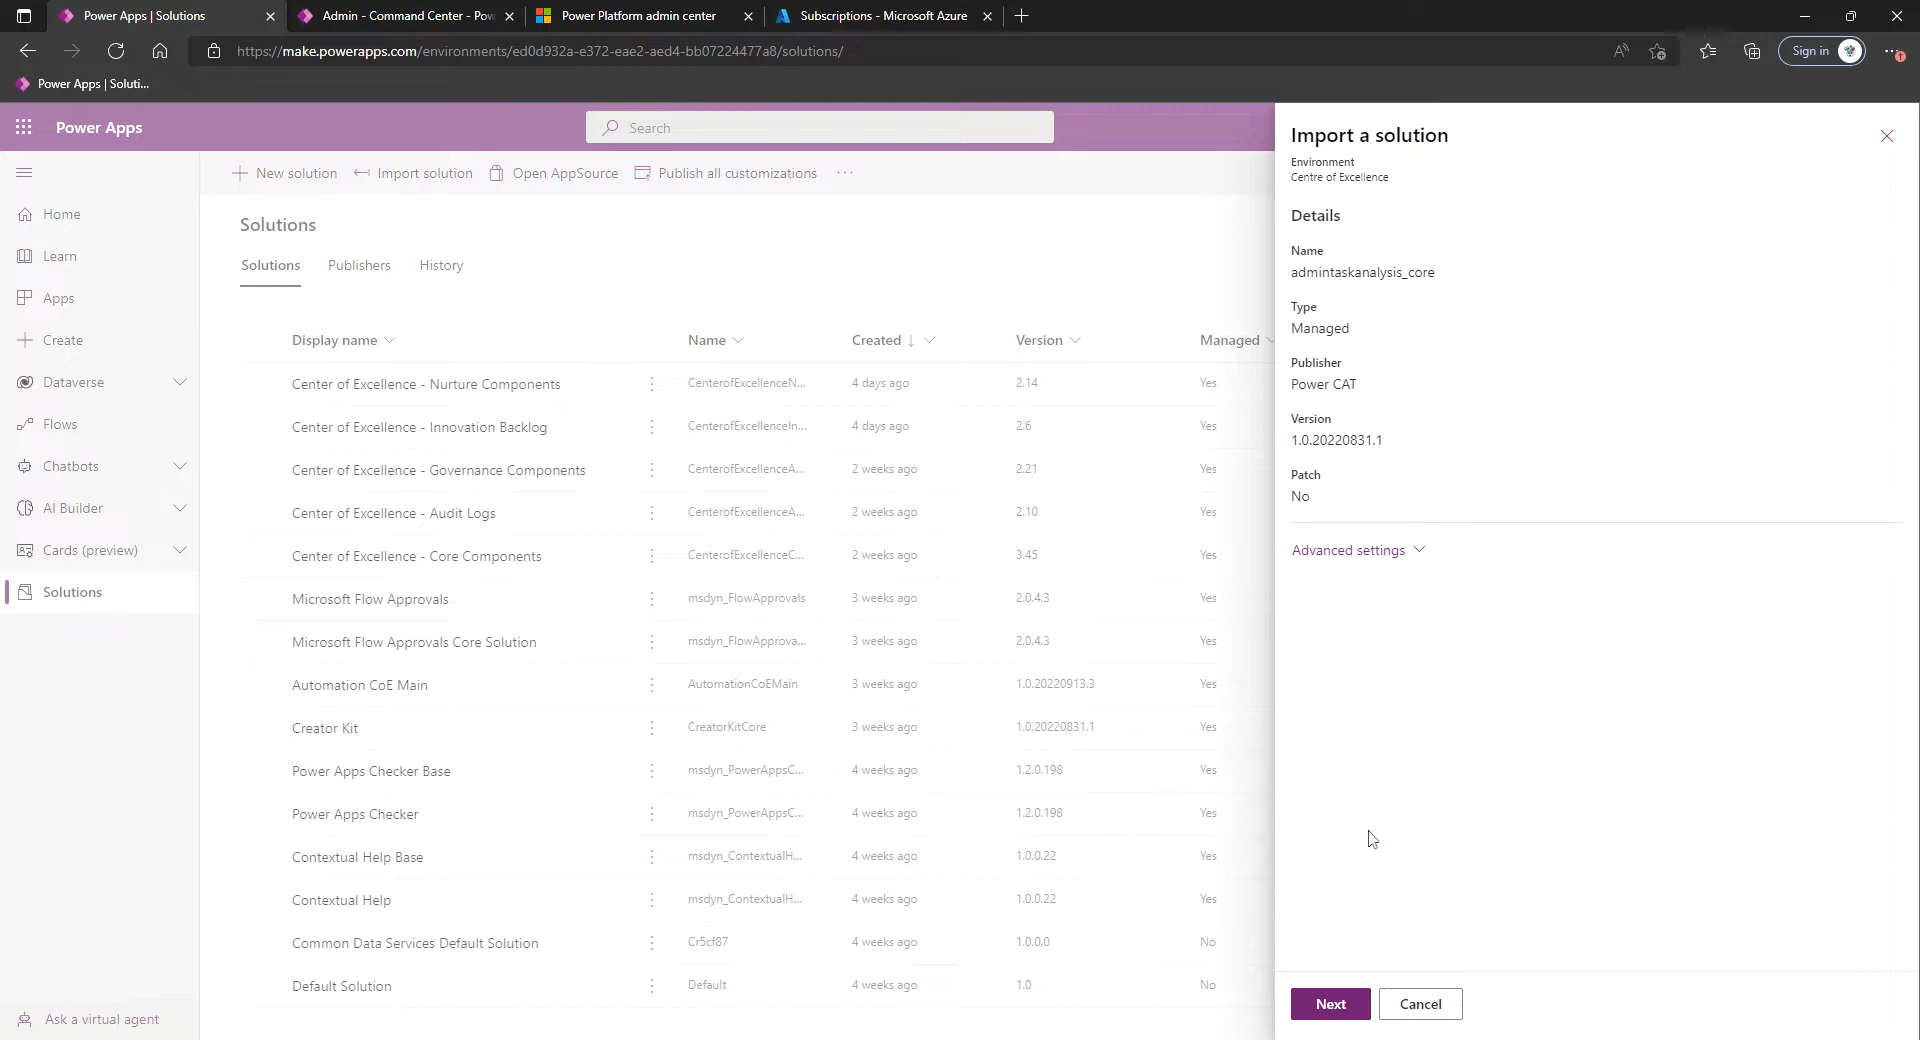 Power Apps | Solutions
Admin - Command Center - Pow
Power Platform admin center
Subscriptions - Microsoft Azure
https://make.powerapps.com/environments/ed0d932a-e372-eae2-aed4-bb07224477a8/solutions/
Sign in
Power Apps | Soluti...
Power Apps
Search
Home
Learn
Apps
Create
Dataverse
Flows
Chatbots
AI Builder
Cards (preview)
Solutions
Ask a virtual agent
New solution
Import solution
Open AppSource
Publish all customizations
Solutions
Solutions Publishers History
Display name Name Created Version Managed
Center of Excellence - Nurture Components CenterofExcellenceN... 4 days ago 2.14 Yes
Center of Excellence - Innovation Backlog CenterofExcellenceIn... 4 days ago 2.6 Yes
Center of Excellence - Governance Components CenterofExcellenceA... 2 weeks ago 2.21 Yes
Center of Excellence - Audit Logs CenterofExcellenceA... 2 weeks ago 2.10 Yes
Center of Excellence - Core Components CenterofExcellenceC... 2 weeks ago 3.45 Yes
Microsoft Flow Approvals msdyn_FlowApprovals 3 weeks ago 2.0.4.3 Yes
Microsoft Flow Approvals Core Solution msdyn_FlowApprova... 3 weeks ago 2.0.4.3 Yes
Automation CoE Main AutomationCoEMain 3 weeks ago 1.0.20220913.3 Yes
Creator Kit CreatorKitCore 3 weeks ago 1.0.20220831.1 Yes
Power Apps Checker Base msdyn_PowerAppsC... 4 weeks ago 1.2.0.198 Yes
Power Apps Checker msdyn_PowerAppsC... 4 weeks ago 1.2.0.198 Yes
Contextual Help Base msdyn_ContextualH... 4 weeks ago 1.0.0.22 Yes
Contextual Help msdyn_ContextualH... 4 weeks ago 1.0.0.22 Yes
Common Data Services Default Solution Cr5cf87 4 weeks ago 1.0.0.0 No
Default Solution Default 4 weeks ago 1.0 No
Import a solution
Environment
Centre of Excellence
Details
Name
admintaskanalysis_core
Type
Managed
Publisher
Power CAT
Version
1.0.20220831.1
Patch
No
Advanced settings
Next
Cancel